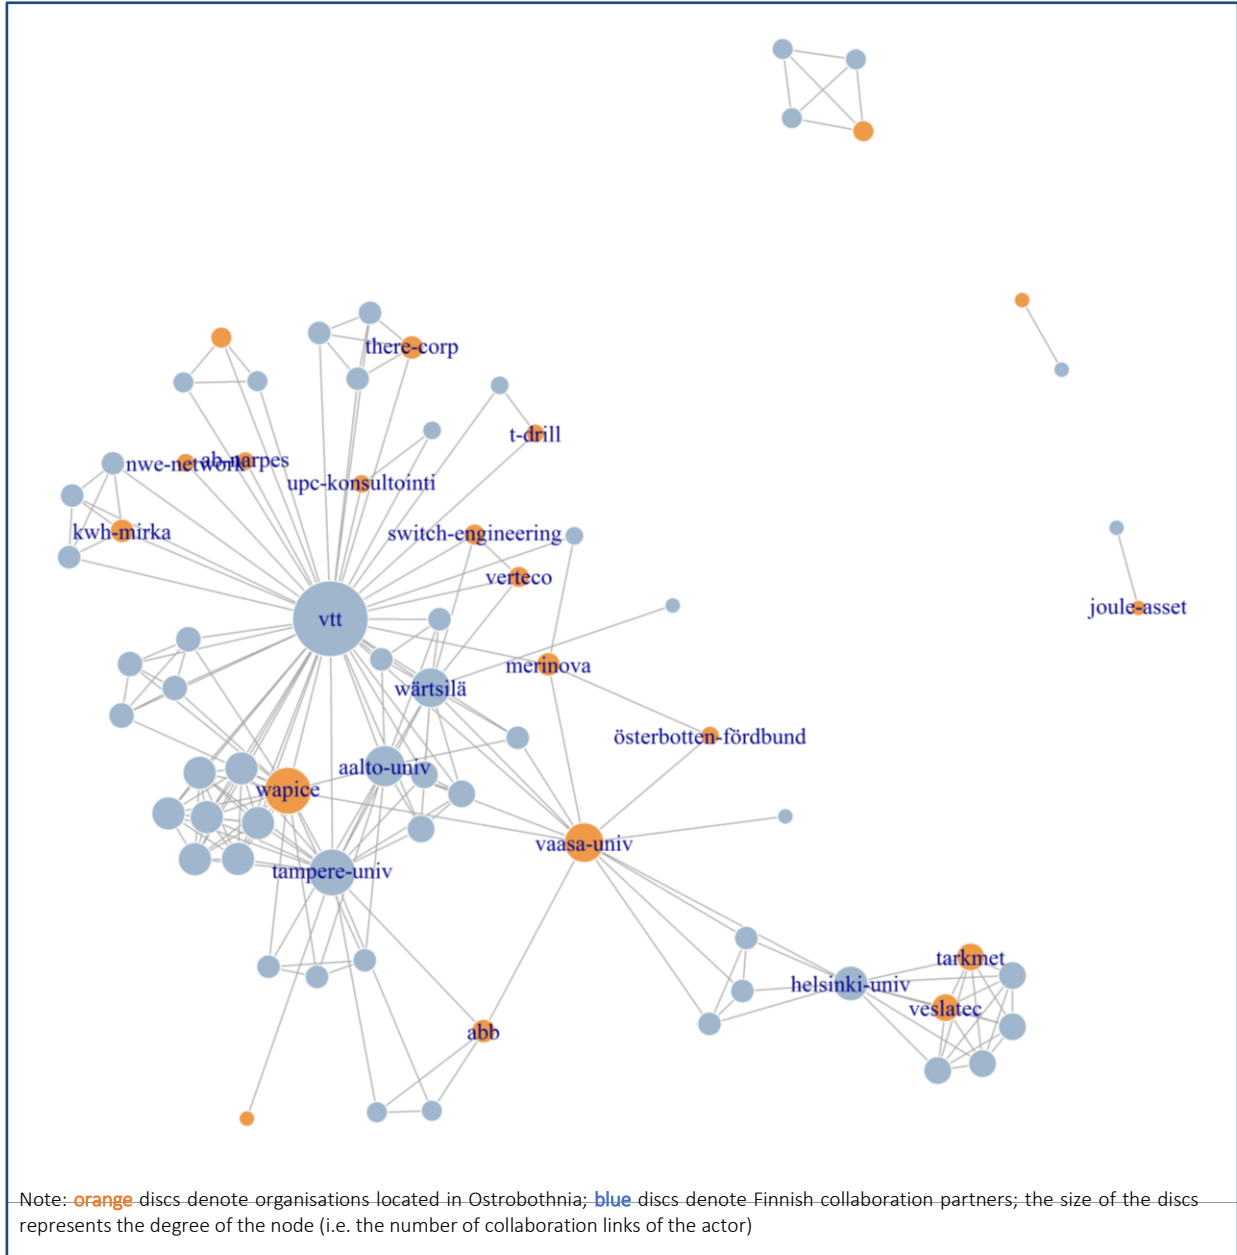 there-corp
t-drill
nwe-network
ab-narpes
upc-konsultointi
kwh-mirka
switch-engineering
verteco
joule-asset
vtt
merinova
wärtsilä
österbotten-fördbund
aalto-univ
wapice
vaasa-univ
tampere-univ
tarkmet
helsinki-univ
veslatec
abb
Note: orange discs denote organisations located in Ostrobothnia; blue discs denote Finnish collaboration partners; the size of the discs
represents the degree of the node (i.e. the number of collaboration links of the actor)